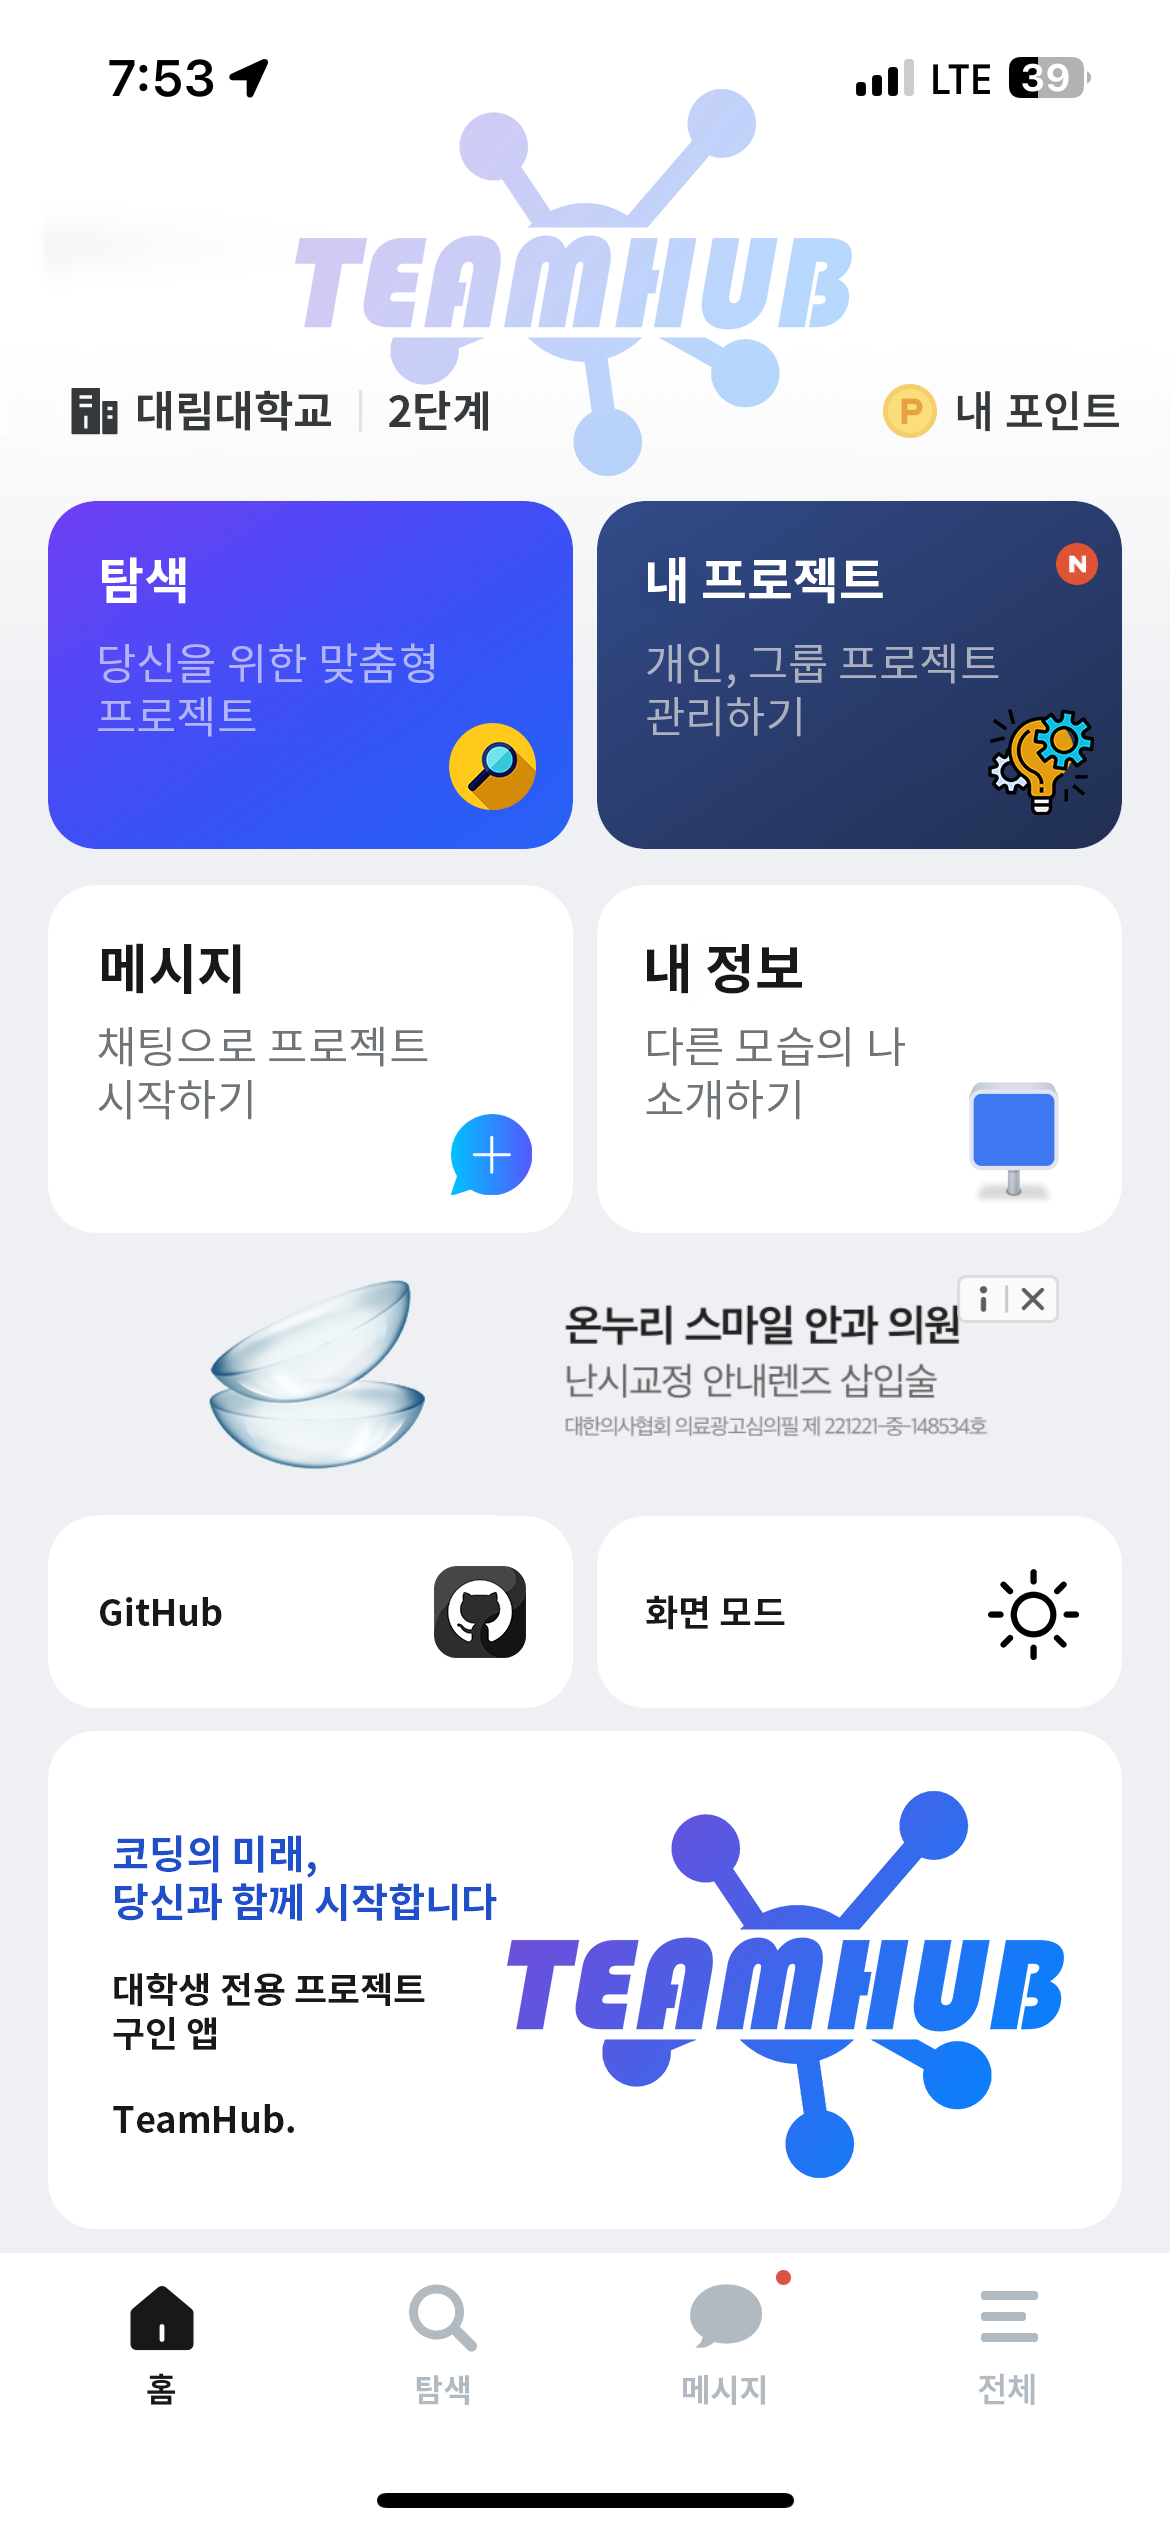 7:53
LTE
39
TEAMHUB
대림대학교
2단계
P
내 포인트
탐색
당신을 위한 맞춤형
프로젝트
내 프로젝트
N
개인, 그룹 프로젝트
관리하기
메시지
채팅으로 프로젝트
시작하기
내 정보
다른 모습의 나
소개하기
온누리 스마일 안과 의원
난시교정 안내렌즈 삽입술
대한의사협회 의료광고심의필 제 221221-중-148534호
GitHub
화면 모드
코딩의 미래,
당신과 함께 시작합니다
대학생 전용 프로젝트
구인 앱
TeamHub.
TEAMHUB
홈
탐색
메시지
전체